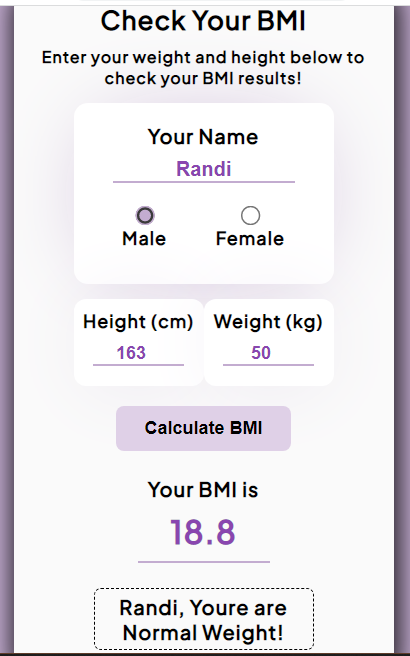 Check Your BMI
Enter your weight and height below to
check your BMI results!
Your Name
Randi
Male Female
Height (cm) Weight (kg)
163 50
Calculate BMI
Your BMI is
18.8
Randi, Youre are
Normal Weight!